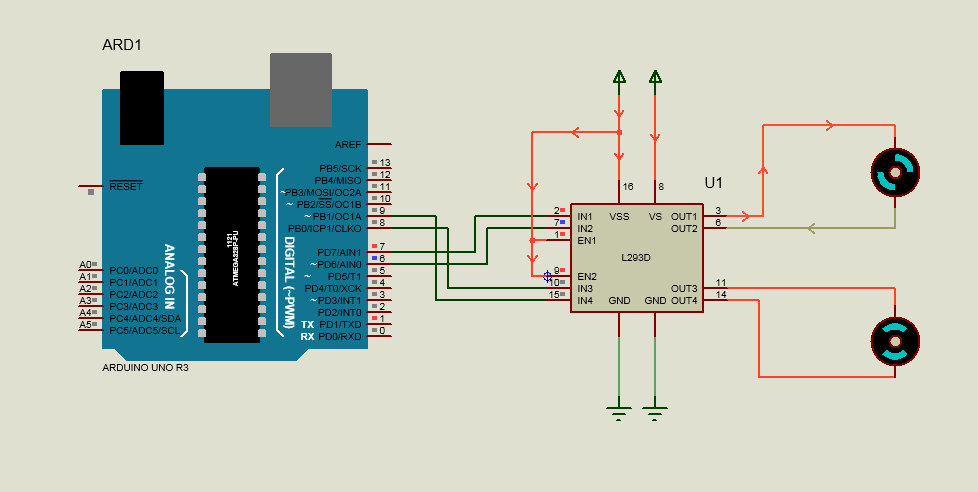 ARD1
AREF
RESET
PB5/SCK 13
PB4/MISO 12
~PB3/MOSI/OC2A 11
~ PB2/SS/OC1B 10
~ PB1/OC1A 9
PB0/ICP1/CLKO 8
PD7/AIN1 7
~ PD6/AIN0 6
~ PD5/T1 5
PD4/T0/XCK 4
~ PD3/INT1 3
PD2/INT0 2
TX PD1/TXD 1
RX PD0/RXD 0
DIGITAL (~PWM)
1121
ATMEGA328P-PU
ANALOG IN
A0 PC0/ADC0
A1 PC1/ADC1
A2 PC2/ADC2
A3 PC3/ADC3
A4 PC4/ADC4/SDA
A5 PC5/ADC5/SCL
ARDUINO UNO R3
U1
16 8
VSS VS
2 IN1
7 IN2
1 EN1
9 EN2
10 IN3
15 IN4
L293D
OUT1 3
OUT2 6
OUT3 11
OUT4 14
GND GND